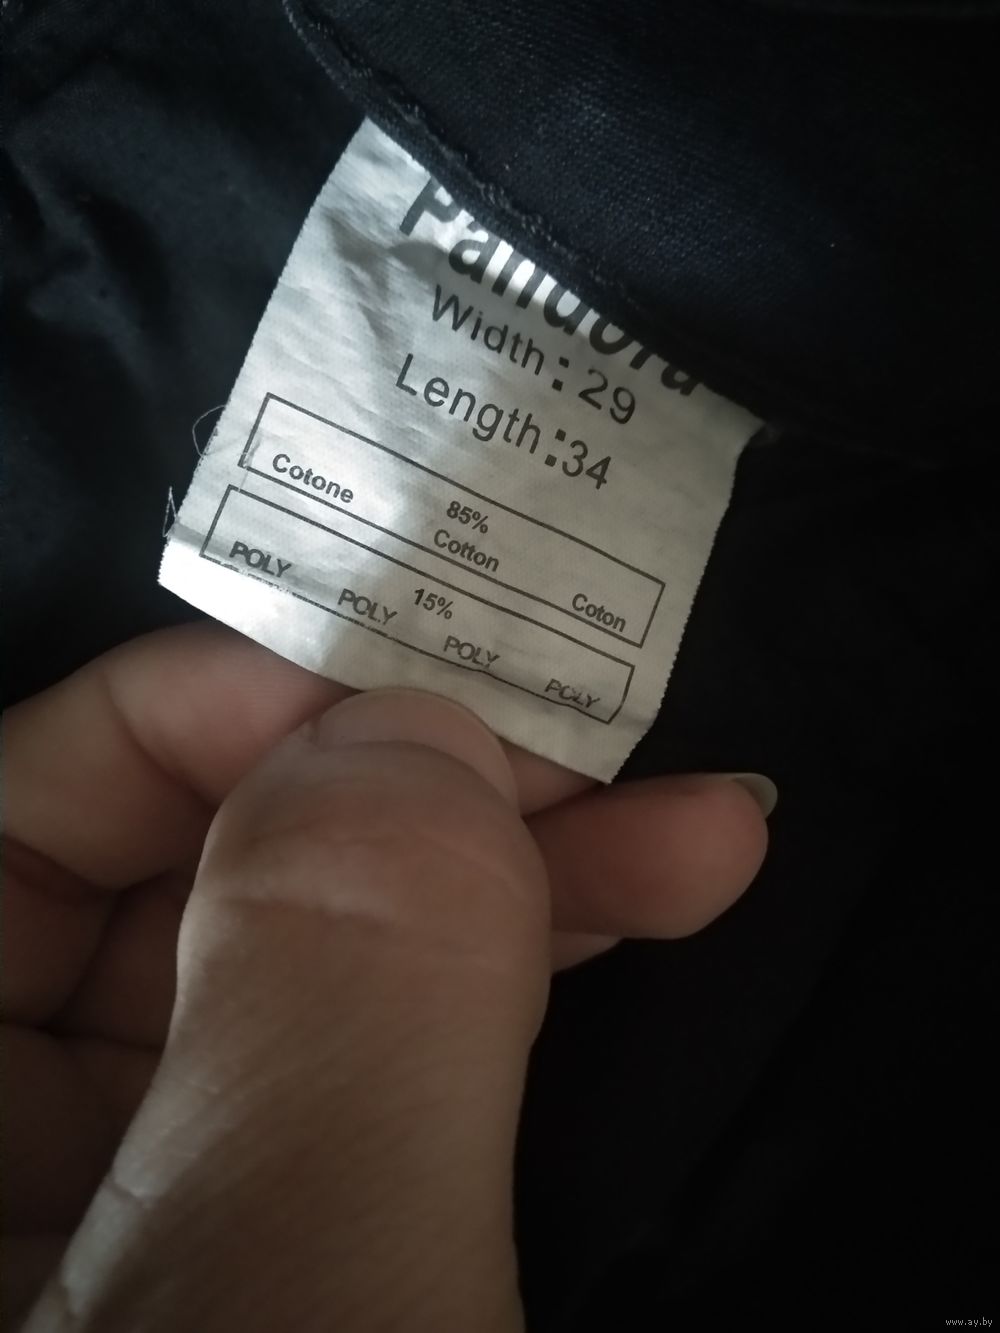 Pandora
Width: 29
Length:34
Cotone 85% Cotton Coton
POLY POLY 15% POLY POLY
www.ay.by